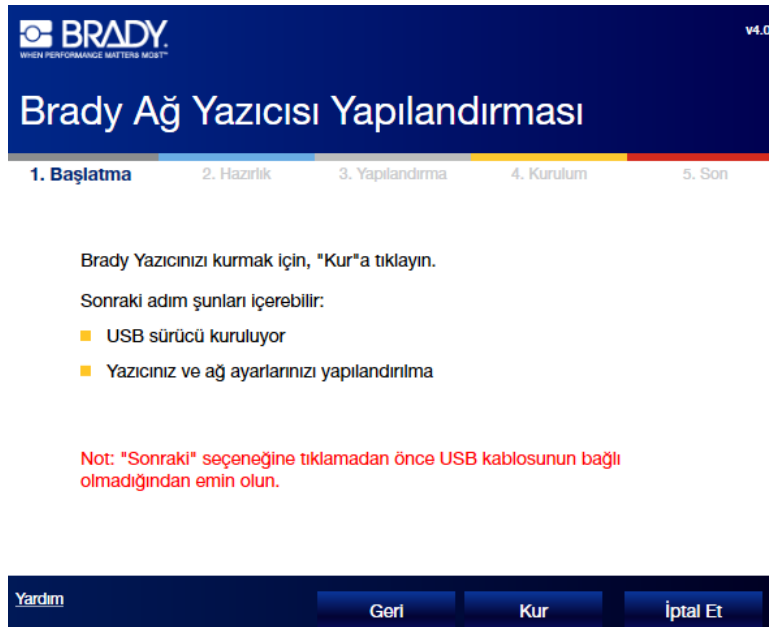 BRADY.
WHEN PERFORMANCE MATTERS MOST™
v4.0
Brady Ağ Yazıcısı Yapılandırması
1. Başlatma
2. Hazırlık
3. Yapılandırma
4. Kurulum
5. Son
Brady Yazıcınızı kurmak için, "Kur"a tıklayın.
Sonraki adım şunları içerebilir:
USB sürücü kuruluyor
Yazıcınız ve ağ ayarlarınızı yapılandırılma
Not: "Sonraki" seçeneğine tıklamadan önce USB kablosunun bağlı
olmadığından emin olun.
Yardım
Geri
Kur
İptal Et